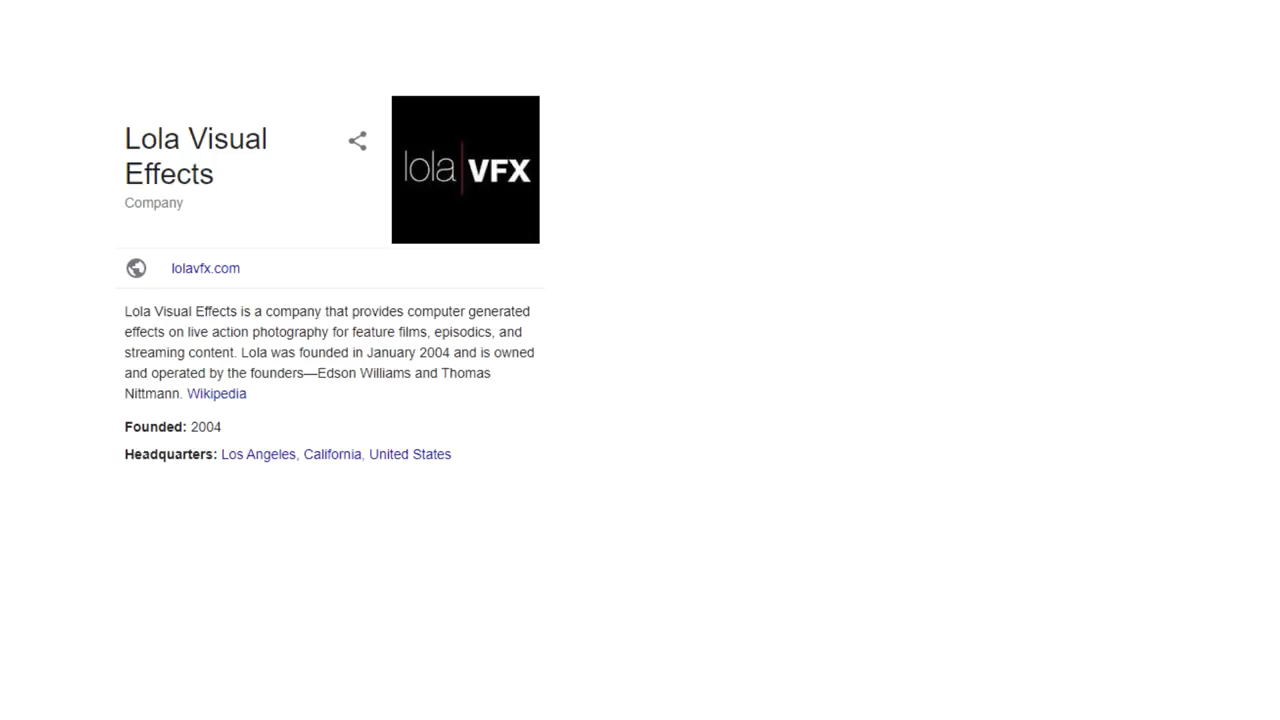 Lola Visual
Effects
Company
lola VFX
lolavfx.com
Lola Visual Effects is a company that provides computer generated
effects on live action photography for feature films, episodics, and
streaming content. Lola was founded in January 2004 and is owned
and operated by the founders—Edson Williams and Thomas
Nittmann. Wikipedia
Founded: 2004
Headquarters: Los Angeles, California, United States